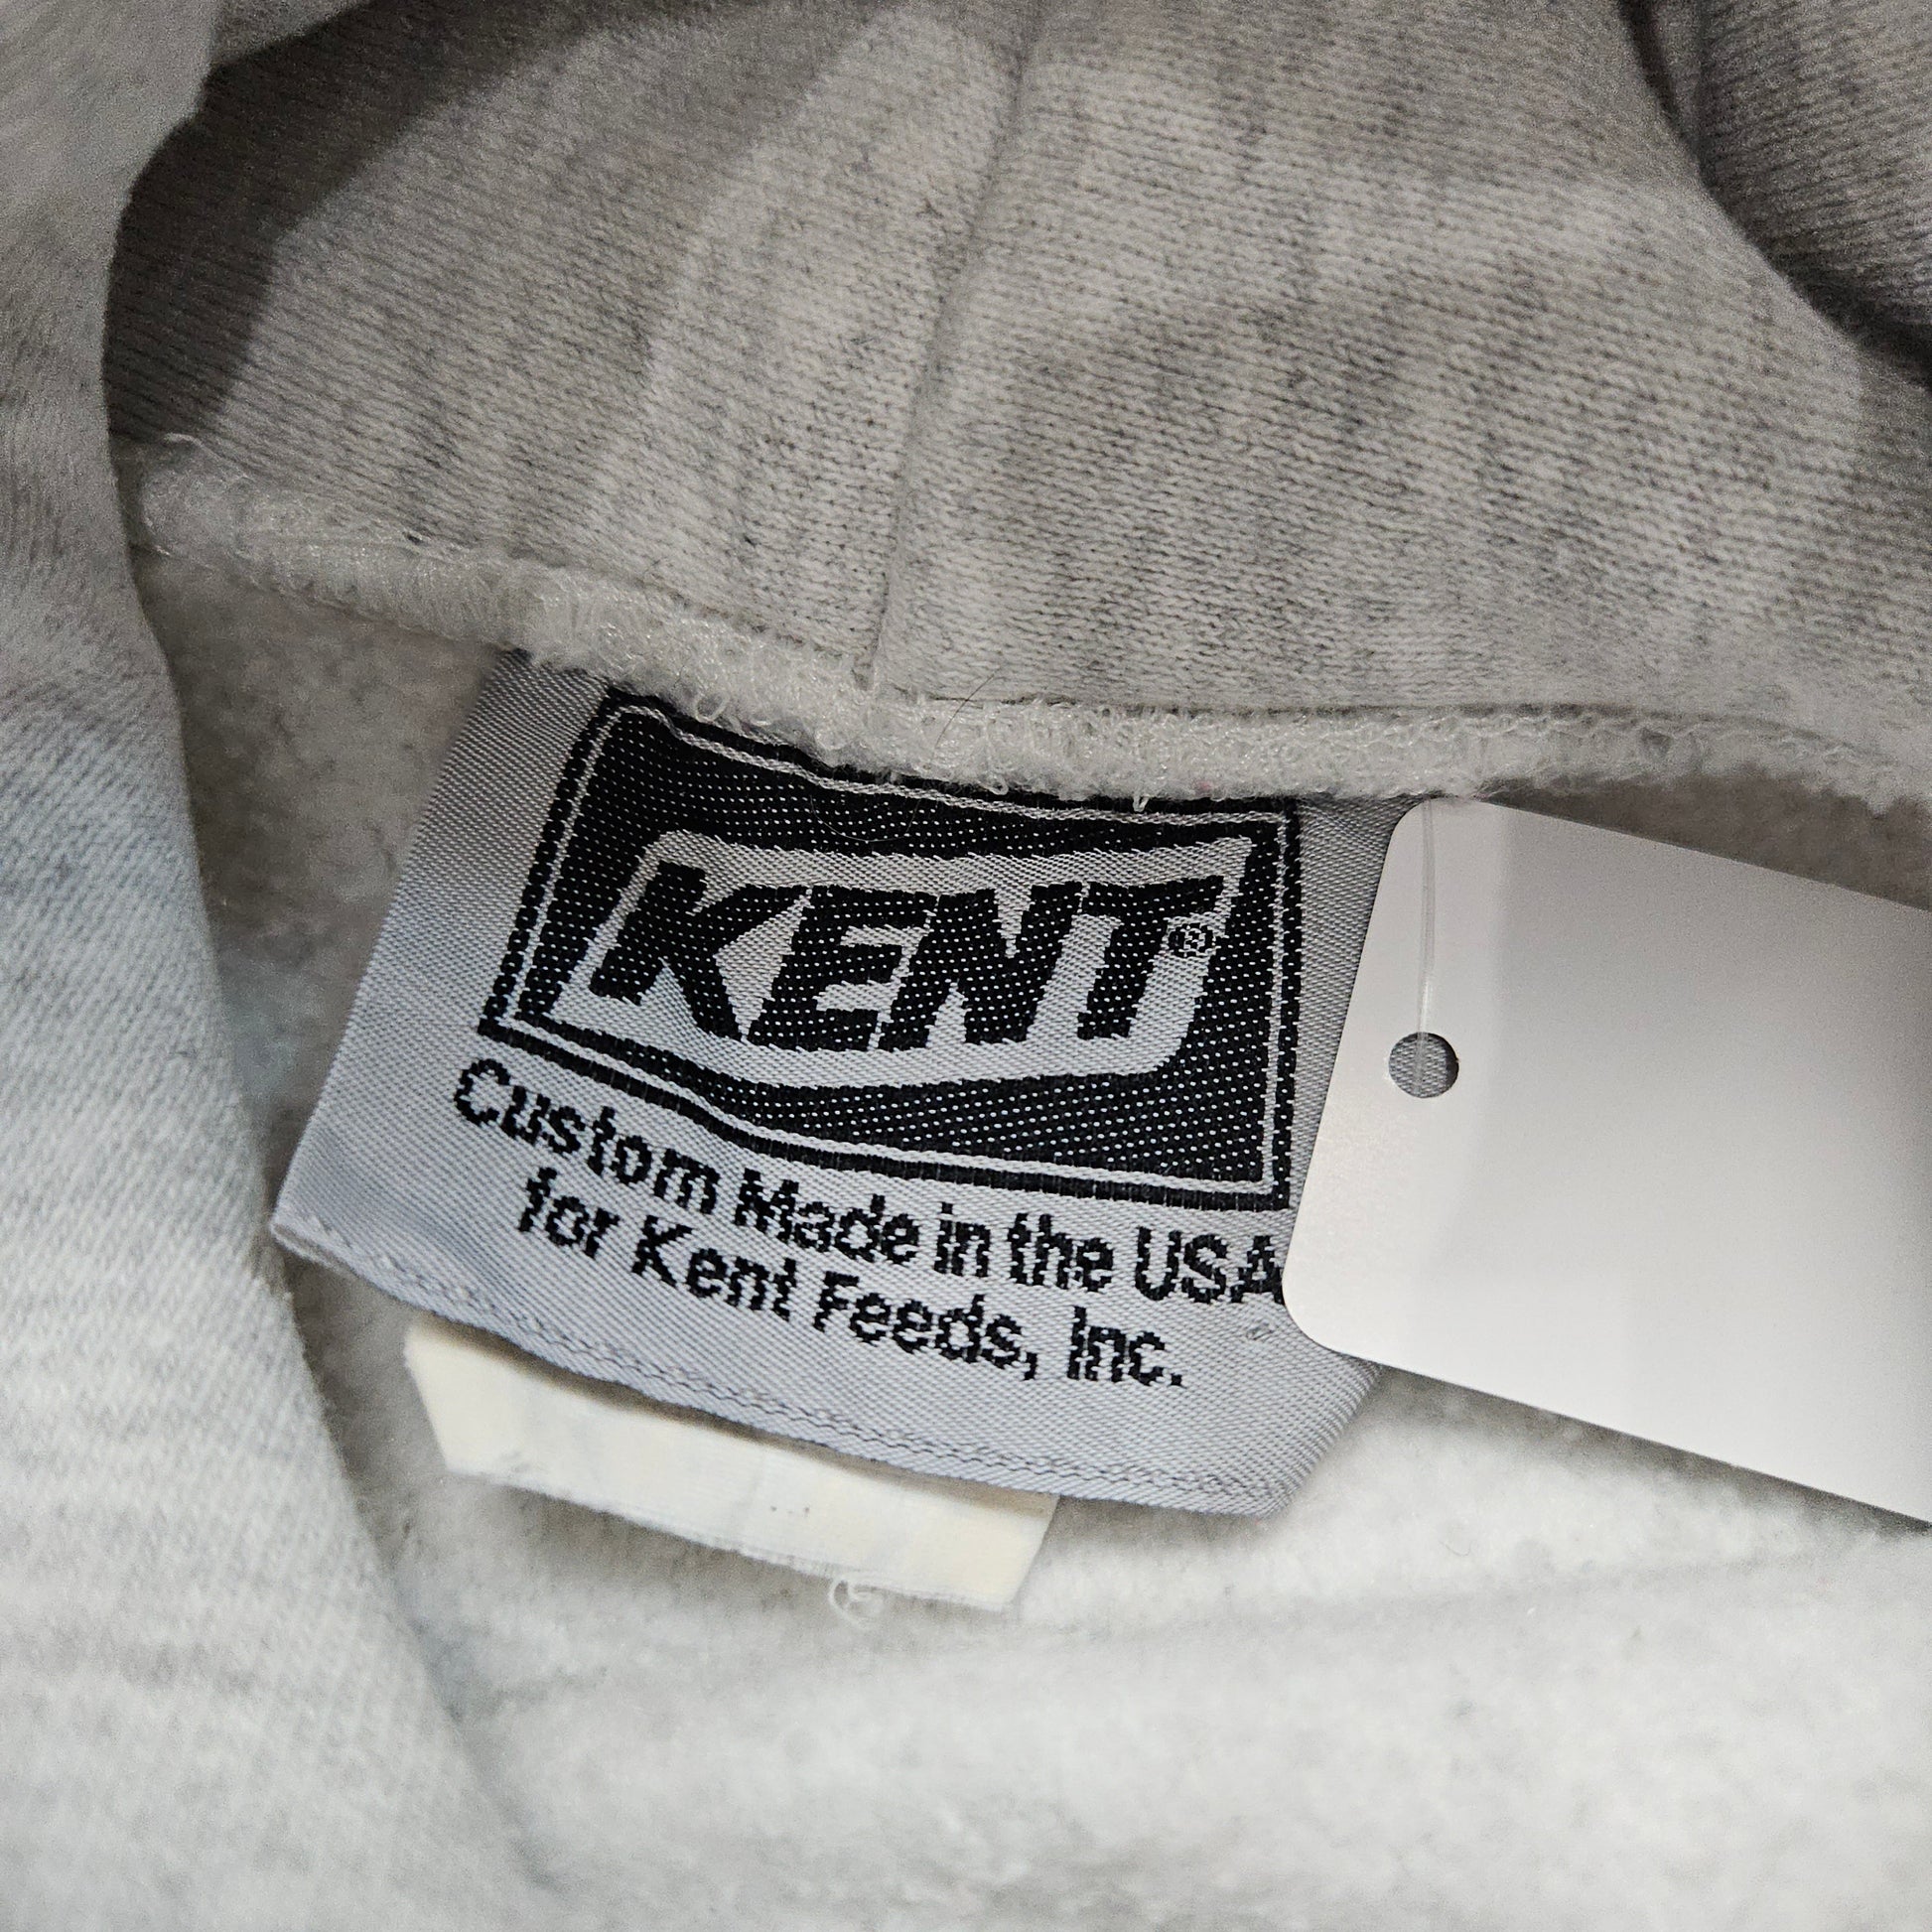 KENT®
Custom Made in the USA
for Kent Feeds, Inc.